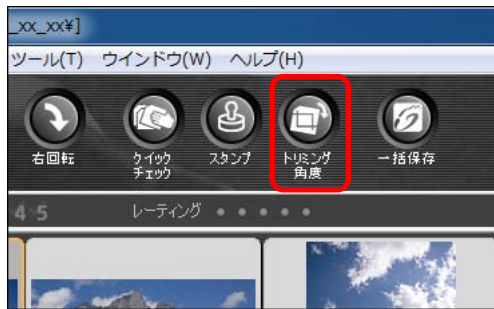 _xx_xx¥]
ツール(T) ウインドウ(W) ヘルプ(H)
右回転
クイック
チェック
スタンプ
トリミング
角度
一括保存
4 5 レーティング